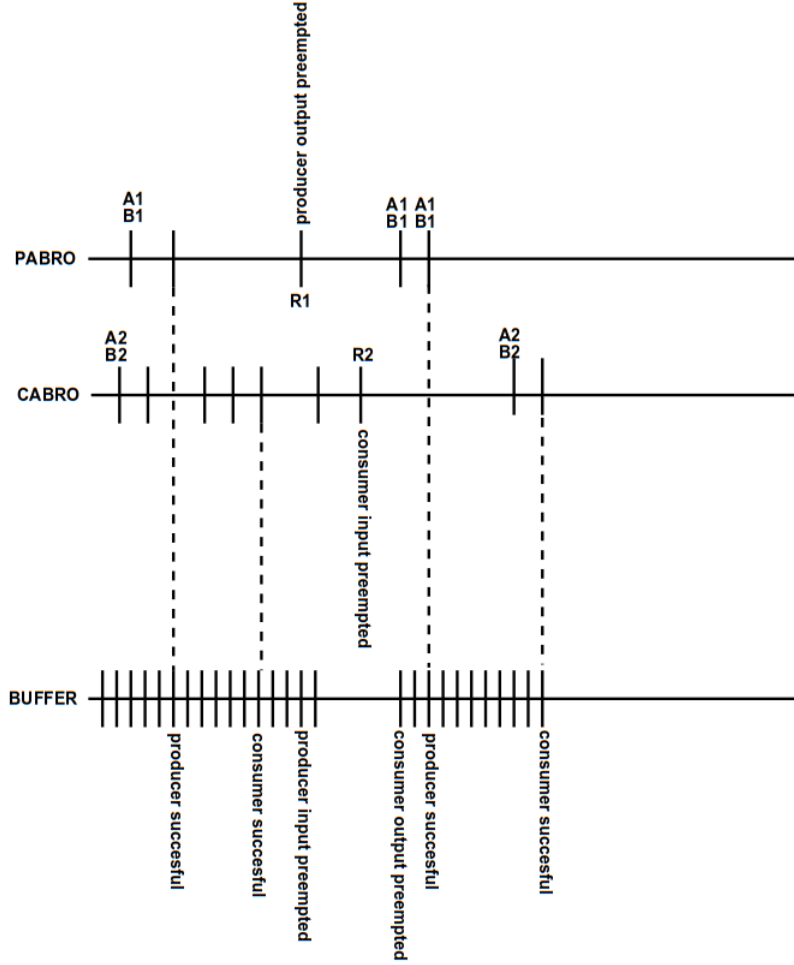 producer output preempted
A1
B1
A1 A1
B1 B1
PABRO
R1
A2
B2
R2
A2
B2
CABRO
consumer input preempted
BUFFER
producer succesful
consumer succesful
producer input preempted
consumer output preempted
producer succesful
consumer succesful